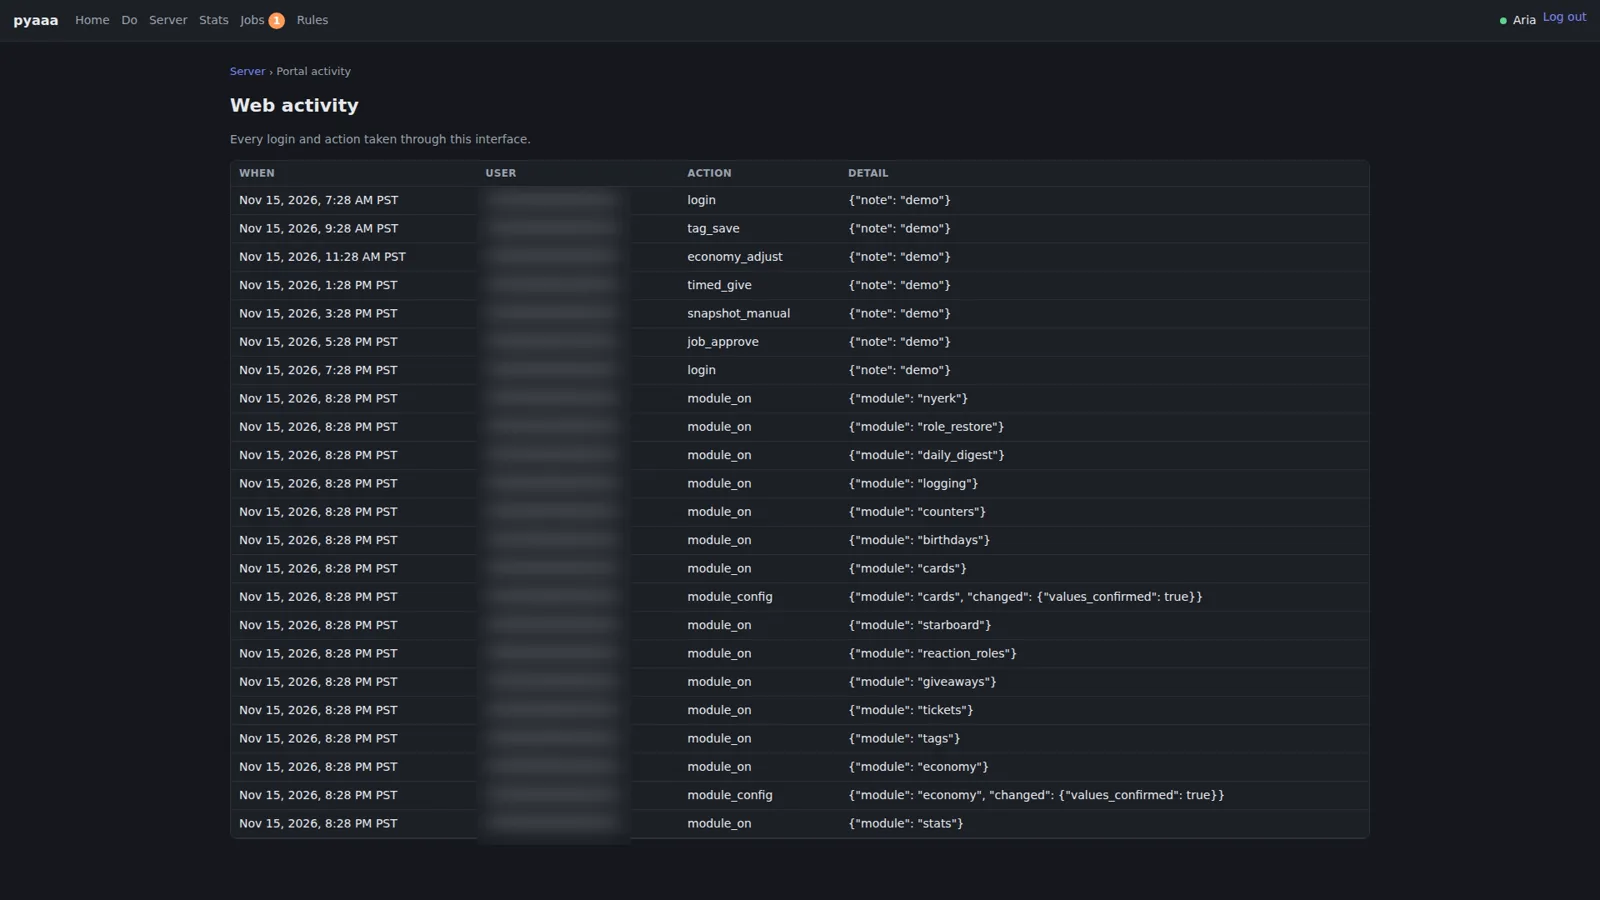 pyaaa Home Do Server Stats Jobs 1 Rules Aria Log out
Server › Portal activity
Web activity
Every login and action taken through this interface.
WHEN USER ACTION DETAIL
Nov 15, 2026, 7:28 AM PST login {"note": "demo"}
Nov 15, 2026, 9:28 AM PST tag_save {"note": "demo"}
Nov 15, 2026, 11:28 AM PST economy_adjust {"note": "demo"}
Nov 15, 2026, 1:28 PM PST timed_give {"note": "demo"}
Nov 15, 2026, 3:28 PM PST snapshot_manual {"note": "demo"}
Nov 15, 2026, 5:28 PM PST job_approve {"note": "demo"}
Nov 15, 2026, 7:28 PM PST login {"note": "demo"}
Nov 15, 2026, 8:28 PM PST module_on {"module": "nyerk"}
Nov 15, 2026, 8:28 PM PST module_on {"module": "role_restore"}
Nov 15, 2026, 8:28 PM PST module_on {"module": "daily_digest"}
Nov 15, 2026, 8:28 PM PST module_on {"module": "logging"}
Nov 15, 2026, 8:28 PM PST module_on {"module": "counters"}
Nov 15, 2026, 8:28 PM PST module_on {"module": "birthdays"}
Nov 15, 2026, 8:28 PM PST module_on {"module": "cards"}
Nov 15, 2026, 8:28 PM PST module_config {"module": "cards", "changed": {"values_confirmed": true}}
Nov 15, 2026, 8:28 PM PST module_on {"module": "starboard"}
Nov 15, 2026, 8:28 PM PST module_on {"module": "reaction_roles"}
Nov 15, 2026, 8:28 PM PST module_on {"module": "giveaways"}
Nov 15, 2026, 8:28 PM PST module_on {"module": "tickets"}
Nov 15, 2026, 8:28 PM PST module_on {"module": "tags"}
Nov 15, 2026, 8:28 PM PST module_on {"module": "economy"}
Nov 15, 2026, 8:28 PM PST module_config {"module": "economy", "changed": {"values_confirmed": true}}
Nov 15, 2026, 8:28 PM PST module_on {"module": "stats"}